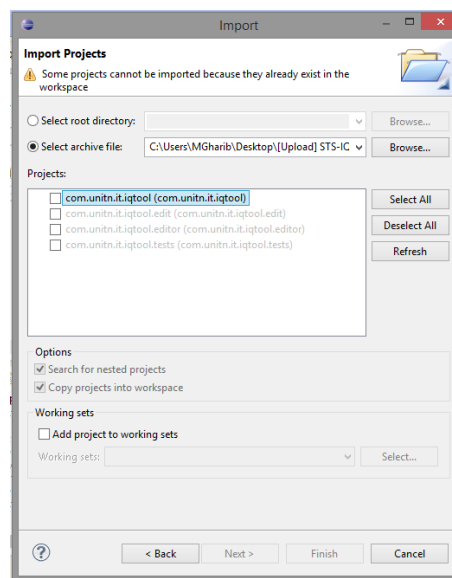 Import
Import Projects
Some projects cannot be imported because they already exist in the
workspace
Select root directory:
Browse...
Select archive file:
C:\Users\MGharib\Desktop\[Upload] STS-IQ
Browse...
Projects:
com.unitn.it.iqtool (com.unitn.it.iqtool)
com.unitn.it.iqtool.edit (com.unitn.it.iqtool.edit)
com.unitn.it.iqtool.editor (com.unitn.it.iqtool.editor)
com.unitn.it.iqtool.tests (com.unitn.it.iqtool.tests)
Select All
Deselect All
Refresh
Options
Search for nested projects
Copy projects into workspace
Working sets
Add project to working sets
Working sets:
Select...
?
< Back
Next >
Finish
Cancel